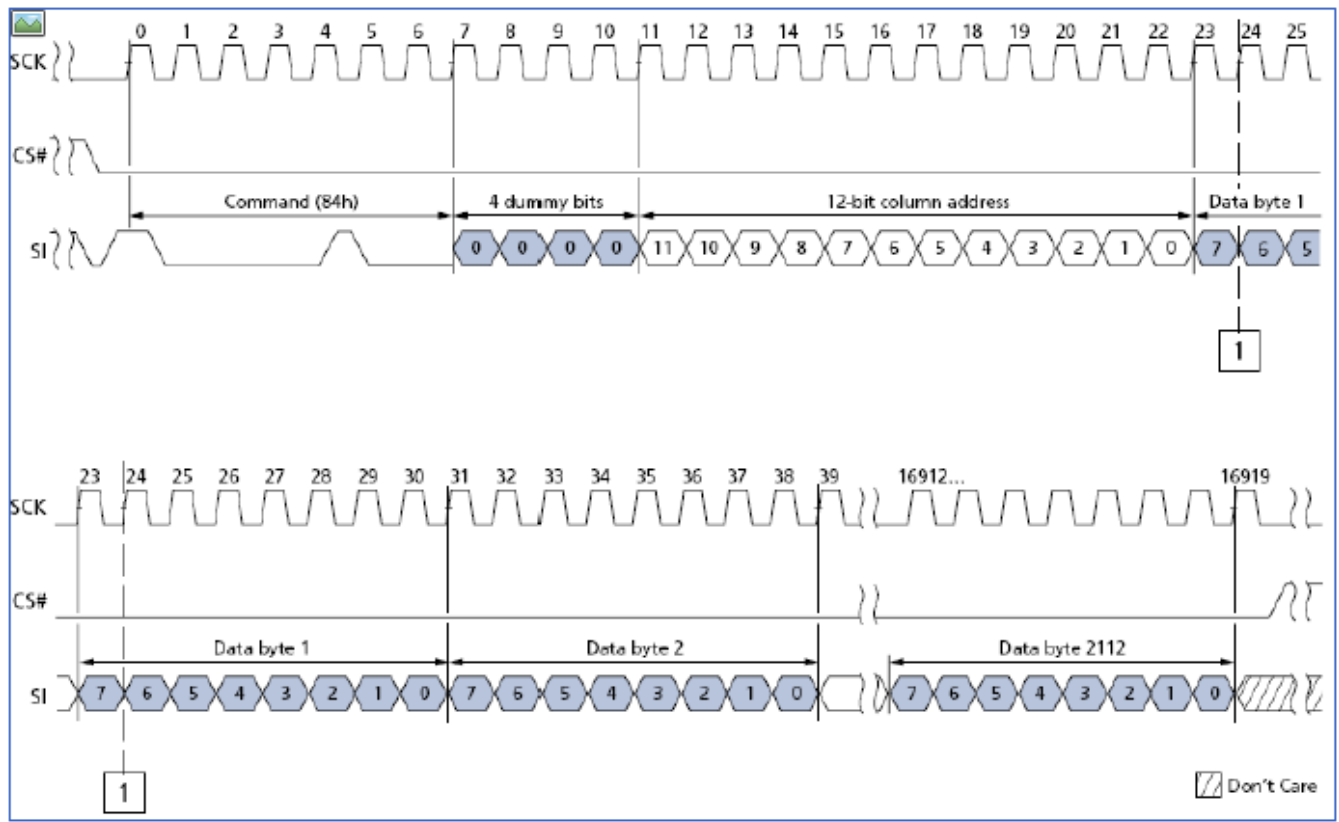 0 1 2 3 4 5 6 7 8 9 10 11 12 13 14 15 16 17 18 19 20 21 22 23 24 25
SCK
CS#
Command (84h) 4 dummy bits 12-bit column address Data byte 1
SI 0 0 0 0 11 10 9 8 7 6 5 4 3 2 1 0 7 6 5
1
23 24 25 26 27 28 29 30 31 32 33 34 35 36 37 38 39 16912... 16919
SCK
CS#
Data byte 1 Data byte 2 Data byte 2112
SI 7 6 5 4 3 2 1 0 7 6 5 4 3 2 1 0 7 6 5 4 3 2 1 0
1
Don't Care